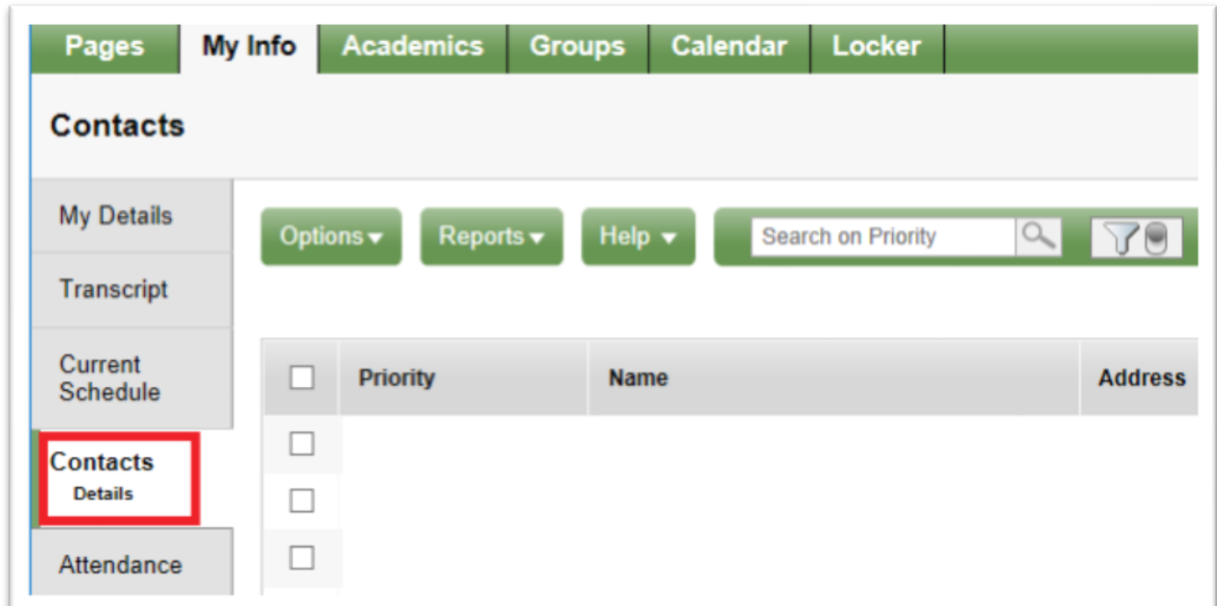 Pages My Info Academics Groups Calendar Locker
Contacts
My Details
Options Reports Help Search on Priority
Transcript
Current
Schedule
Priority Name Address
Contacts
Details
Attendance